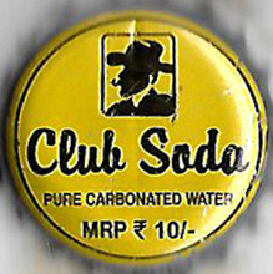 Club Soda
PURE CARBONATED WATER
MRP ₹ 10/-